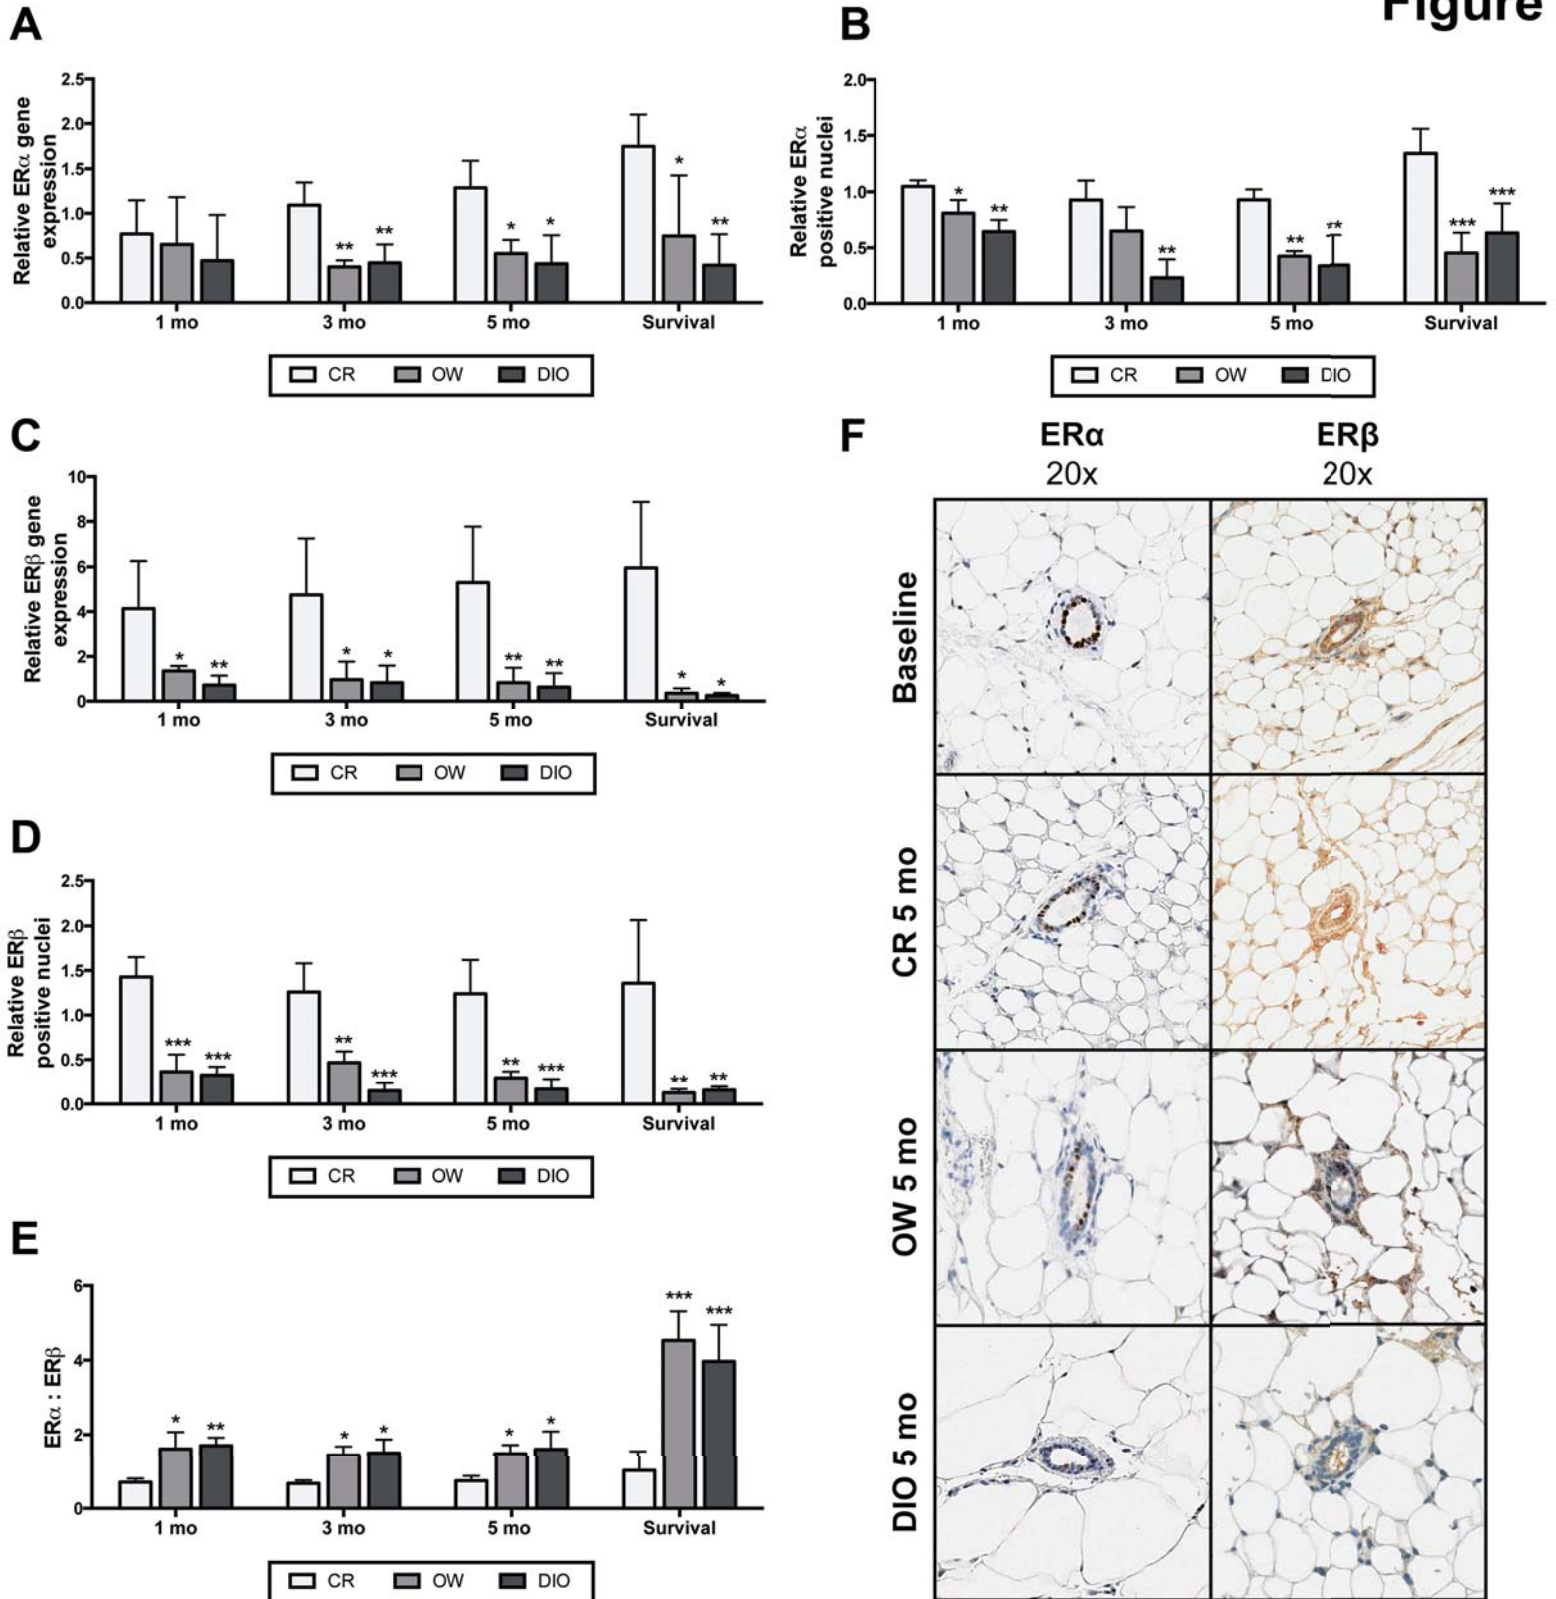 Figure
A
Relative ERα gene
expression
2.5
2.0
1.5
1.0
0.5
0.0
** ** * * * **
1 mo 3 mo 5 mo Survival
CR OW DIO
B
Relative ERα
positive nuclei
2.0
1.5
1.0
0.5
0.0
* ** ** ** ** *** ***
1 mo 3 mo 5 mo Survival
CR OW DIO
C
Relative ERβ gene
expression
10
8
6
4
2
0
* ** * * ** ** * *
1 mo 3 mo 5 mo Survival
CR OW DIO
D
Relative ERβ
positive nuclei
2.5
2.0
1.5
1.0
0.5
0.0
*** *** ** *** ** *** ** **
1 mo 3 mo 5 mo Survival
CR OW DIO
E
ERα : ERβ
6
4
2
0
* ** * * * * *** ***
1 mo 3 mo 5 mo Survival
CR OW DIO
F
ERα ERβ
20x 20x
Baseline
CR 5 mo
OW 5 mo
DIO 5 mo